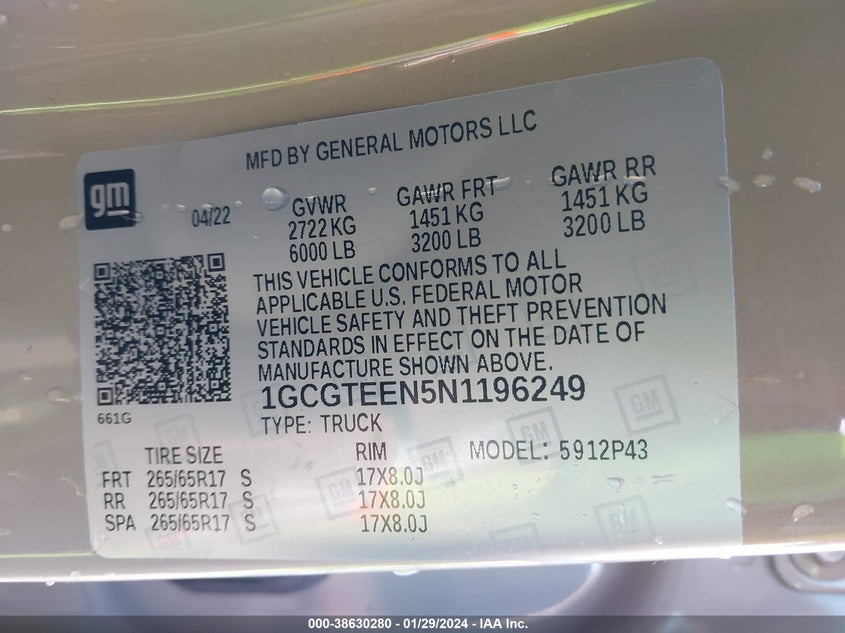 MFD BY GENERAL MOTORS LLC
gm
04/22
GVWR
2722 KG
6000 LB
GAWR FRT
1451 KG
3200 LB
GAWR RR
1451 KG
3200 LB
THIS VEHICLE CONFORMS TO ALL
APPLICABLE U.S. FEDERAL MOTOR
VEHICLE SAFETY AND THEFT PREVENTION
STANDARDS IN EFFECT ON THE DATE OF
MANUFACTURE SHOWN ABOVE.
661G
1GCGTEEN5N1196249
TYPE: TRUCK
TIRE SIZE RIM MODEL: 5912P43
FRT 265/65R17 S 17X8.0J
RR 265/65R17 S 17X8.0J
SPA 265/65R17 S 17X8.0J
GM
GM
GM
GM
000-38630280 - 01/29/2024 - IAA Inc.